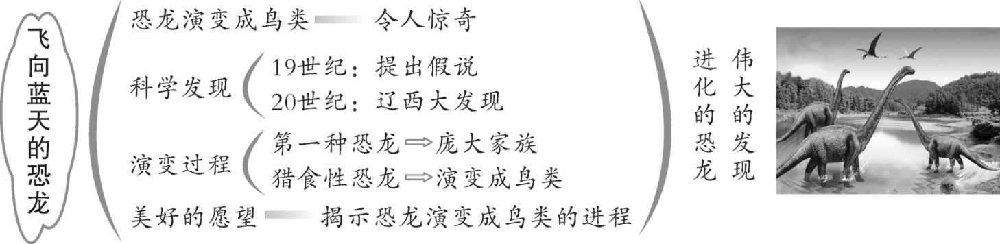 飞向蓝天的恐龙
恐龙演变成鸟类 令人惊奇
科学发现
19世纪：提出假说
20世纪：辽西大发现
演变过程
第一种恐龙⇨庞大家族
猎食性恐龙⇨演变成鸟类
美好的愿望 揭示恐龙演变成鸟类的进程
进化的恐龙
伟大的发现